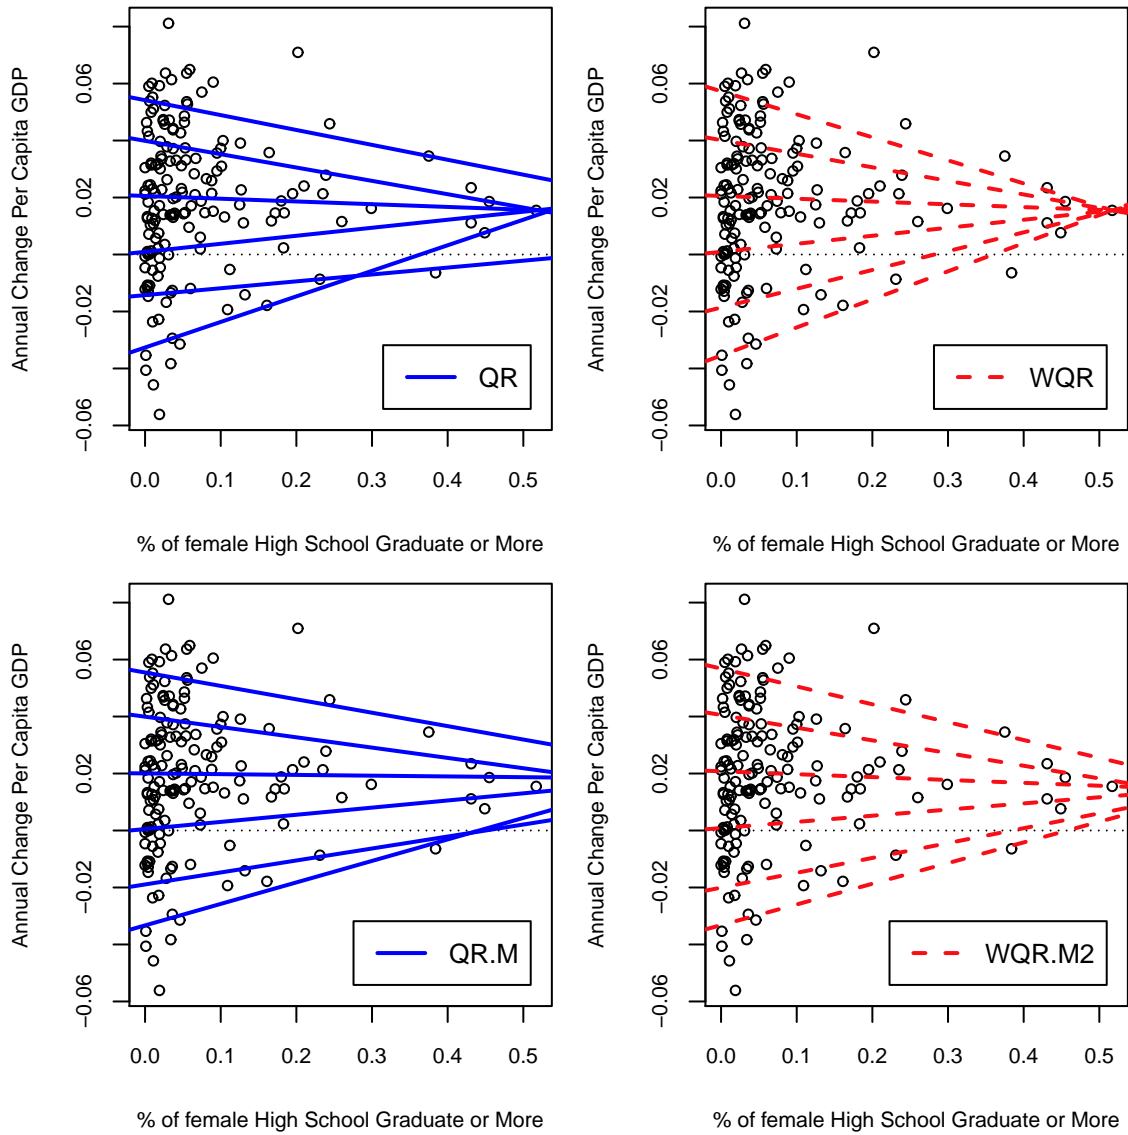 Annual Change Per Capita GDP
0.06
0.02
−0.02
−0.06
QR
0.0 0.1 0.2 0.3 0.4 0.5
% of female High School Graduate or More
Annual Change Per Capita GDP
0.06
0.02
−0.02
−0.06
WQR
0.0 0.1 0.2 0.3 0.4 0.5
% of female High School Graduate or More
Annual Change Per Capita GDP
0.06
0.02
−0.02
−0.06
QR.M
0.0 0.1 0.2 0.3 0.4 0.5
% of female High School Graduate or More
Annual Change Per Capita GDP
0.06
0.02
−0.02
−0.06
WQR.M2
0.0 0.1 0.2 0.3 0.4 0.5
% of female High School Graduate or More